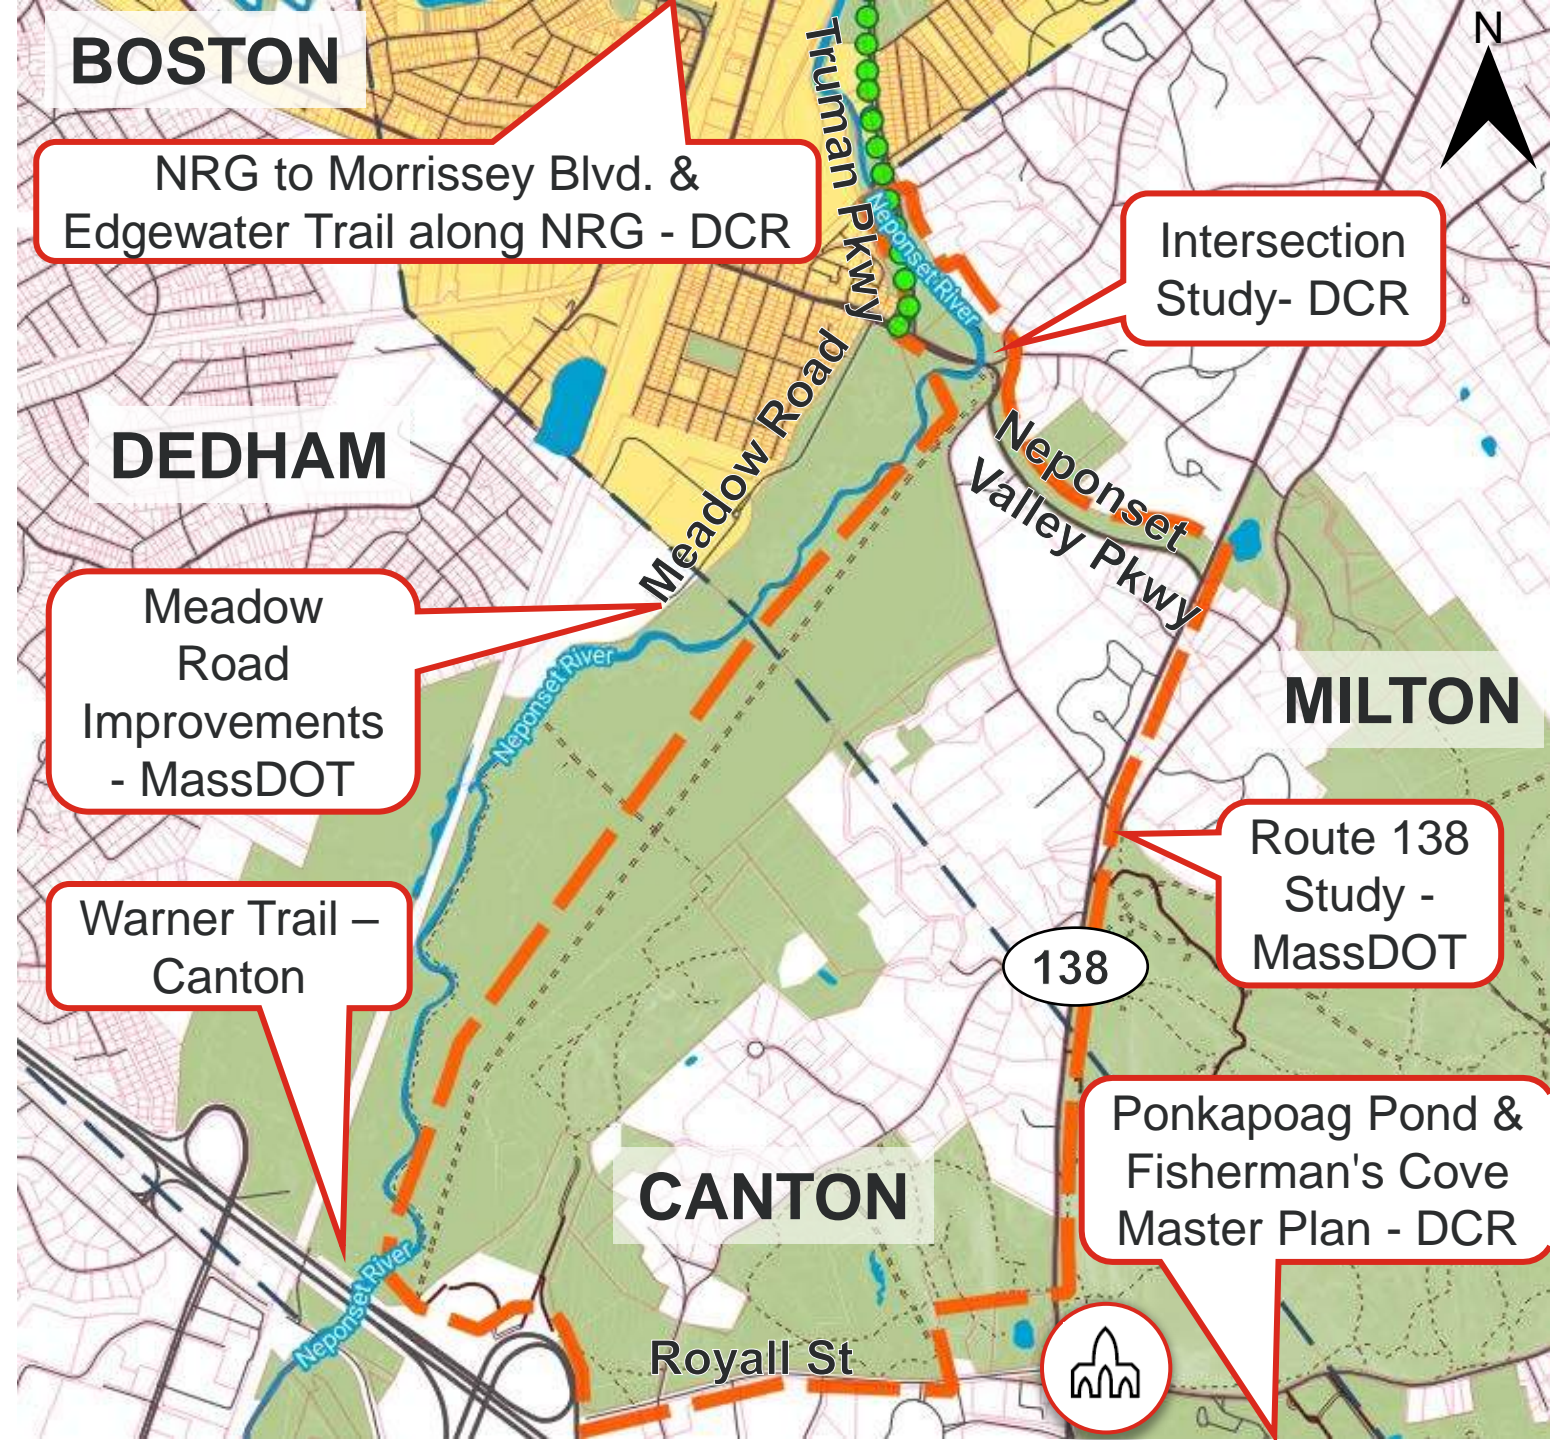 BOSTON
N
Truman Pkwy
NRG to Morrissey Blvd. &
Edgewater Trail along NRG - DCR
Neponset River
Intersection
Study- DCR
Meadow Road
DEDHAM
Neponset
Valley Pkwy
Meadow
Road
Improvements
- MassDOT
Neponset River
MILTON
Route 138
Study -
MassDOT
Warner Trail –
Canton
138
Ponkapoag Pond &
Fisherman's Cove
Master Plan - DCR
CANTON
Neponset River
Royall St